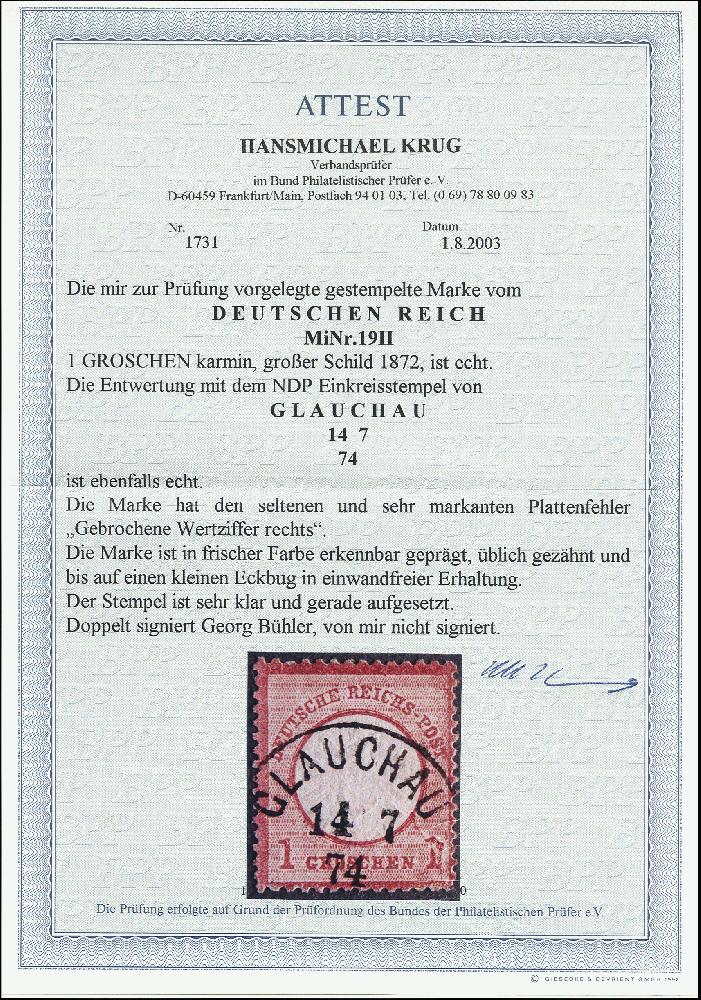 ATTEST
HANSMICHAEL KRUG
Verbandsprüfer
im Bund Philatelistischer Prüfer e. V.
D-60459 Frankfurt/Main, Postfach 94 01 03, Tel. (0 69) 78 80 09 83
Nr. Datum
1731 1.8.2003
Die mir zur Prüfung vorgelegte gestempelte Marke vom
DEUTSCHEN REICH
MiNr.19II
1 GROSCHEN karmin, großer Schild 1872, ist echt.
Die Entwertung mit dem NDP Einkreisstempel von
GLAUCHAU
14 7
74
ist ebenfalls echt.
Die Marke hat den seltenen und sehr markanten Plattenfehler
„Gebrochene Wertziffer rechts“.
Die Marke ist in frischer Farbe erkennbar geprägt, üblich gezähnt und
bis auf einen kleinen Eckbug in einwandfreier Erhaltung.
Der Stempel ist sehr klar und gerade aufgesetzt.
Doppelt signiert Georg Bühler, von mir nicht signiert.
DEUTSCHE REICHS-POST
GLAUCHAU
14 7
1 GROSCHEN 1
74
Die Prüfung erfolgte auf Grund der Prüfordnung des Bundes der Philatelistischen Prüfer e.V.
© GIESECKE & DEVRIENT GMBH 1992